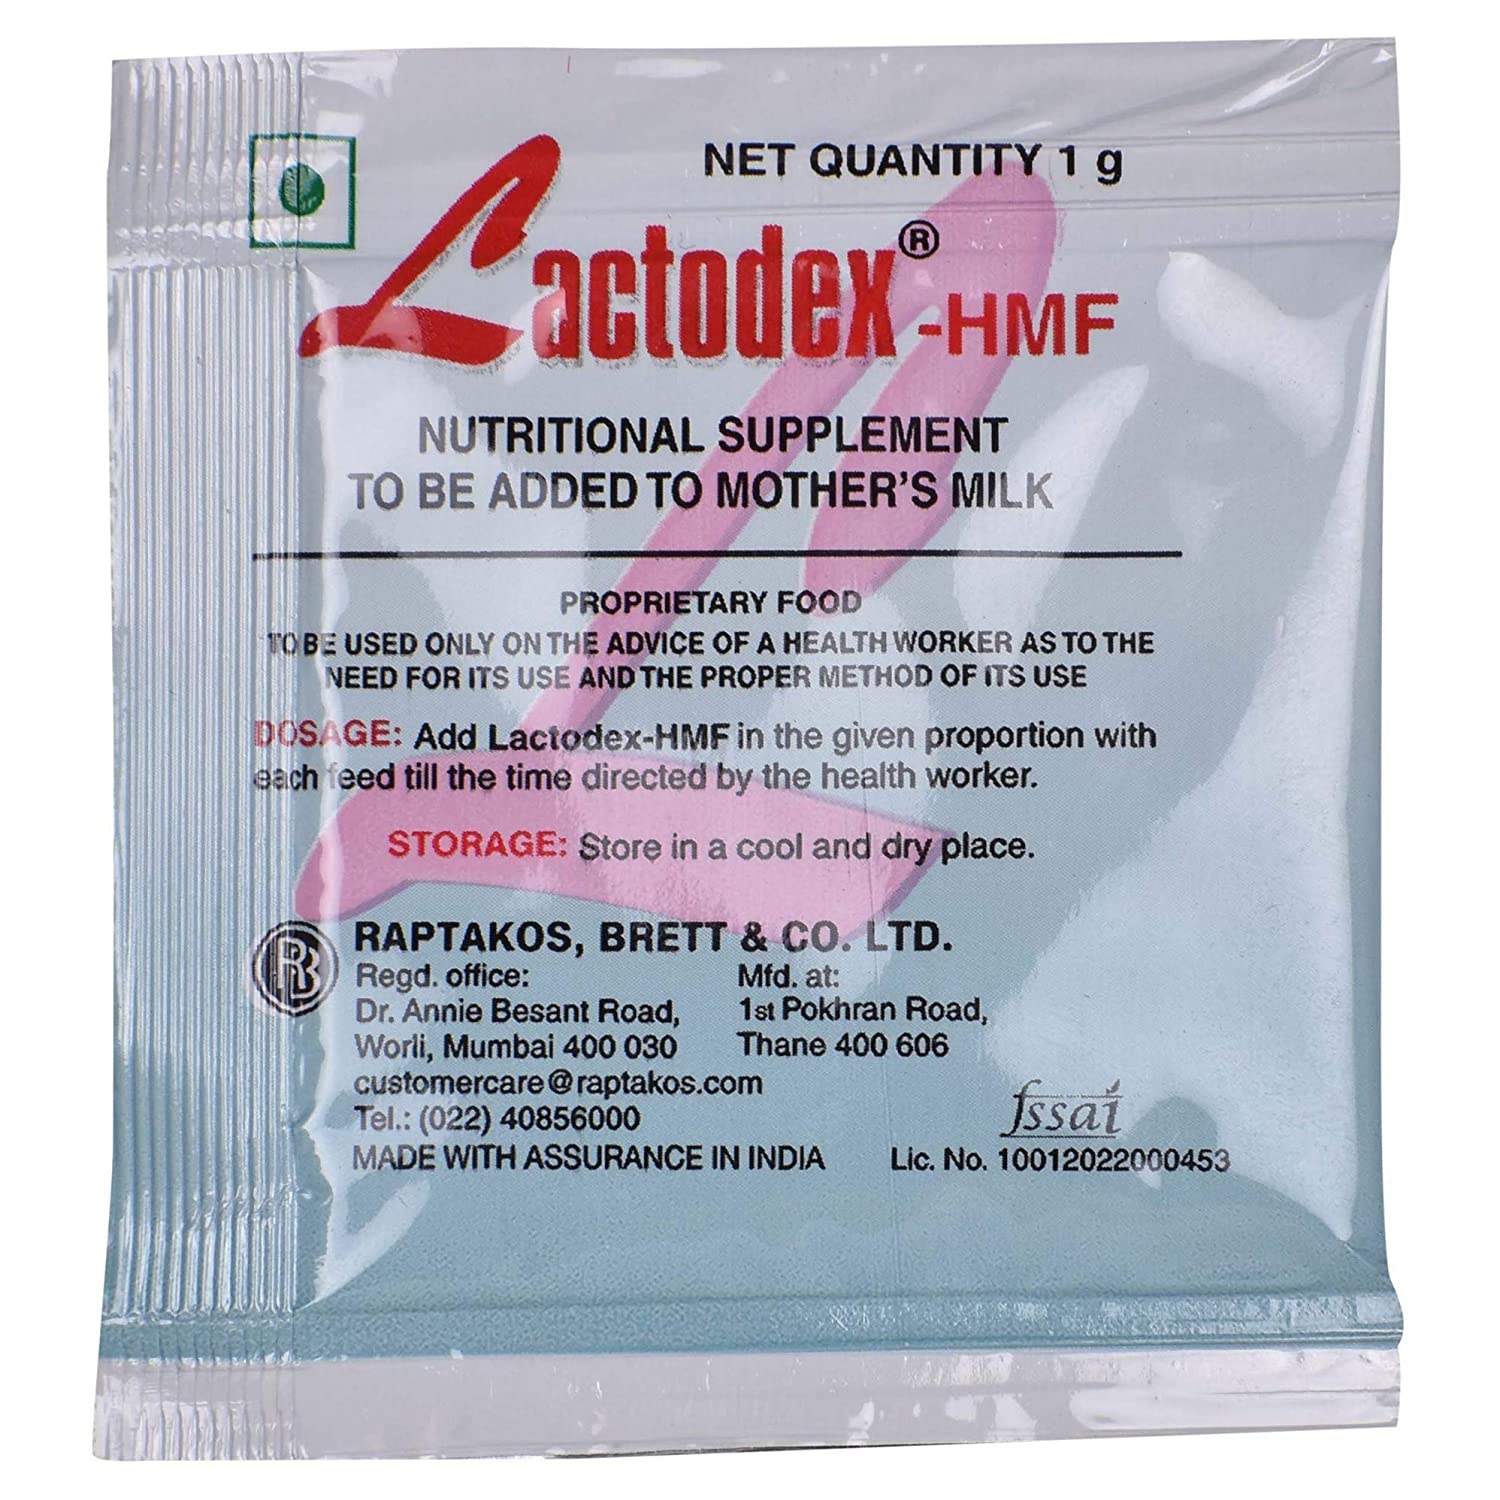 NET QUANTITY 1 g
Lactodex®-HMF
NUTRITIONAL SUPPLEMENT
TO BE ADDED TO MOTHER'S MILK
PROPRIETARY FOOD
TO BE USED ONLY ON THE ADVICE OF A HEALTH WORKER AS TO THE
NEED FOR ITS USE AND THE PROPER METHOD OF ITS USE
DOSAGE: Add Lactodex-HMF in the given proportion with
each feed till the time directed by the health worker.
STORAGE: Store in a cool and dry place.
RB RAPTAKOS, BRETT & CO. LTD.
Regd. office: Mfd. at:
Dr. Annie Besant Road, 1st Pokhran Road,
Worli, Mumbai 400 030 Thane 400 606
customercare@raptakos.com
Tel.: (022) 40856000
fssai
MADE WITH ASSURANCE IN INDIA Lic. No. 10012022000453